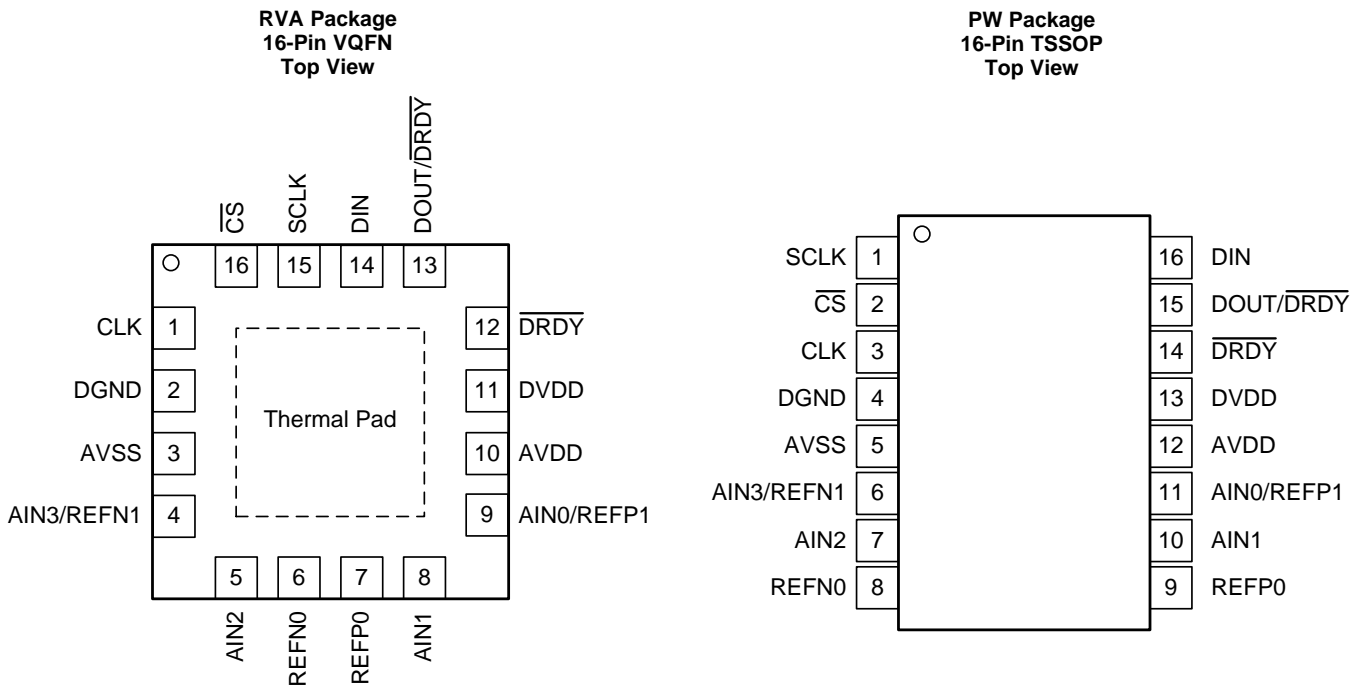 RVA Package
16-Pin VQFN
Top View
CS
SCLK
DIN
DOUT/DRDY
16
15
14
13
CLK
1
DGND
2
AVSS
3
AIN3/REFN1
4
12
DRDY
11
DVDD
10
AVDD
9
AIN0/REFP1
Thermal Pad
5
6
7
8
AIN2
REFN0
REFP0
AIN1
PW Package
16-Pin TSSOP
Top View
SCLK
1
CS
2
CLK
3
DGND
4
AVSS
5
AIN3/REFN1
6
AIN2
7
REFN0
8
16
DIN
15
DOUT/DRDY
14
DRDY
13
DVDD
12
AVDD
11
AIN0/REFP1
10
AIN1
9
REFP0